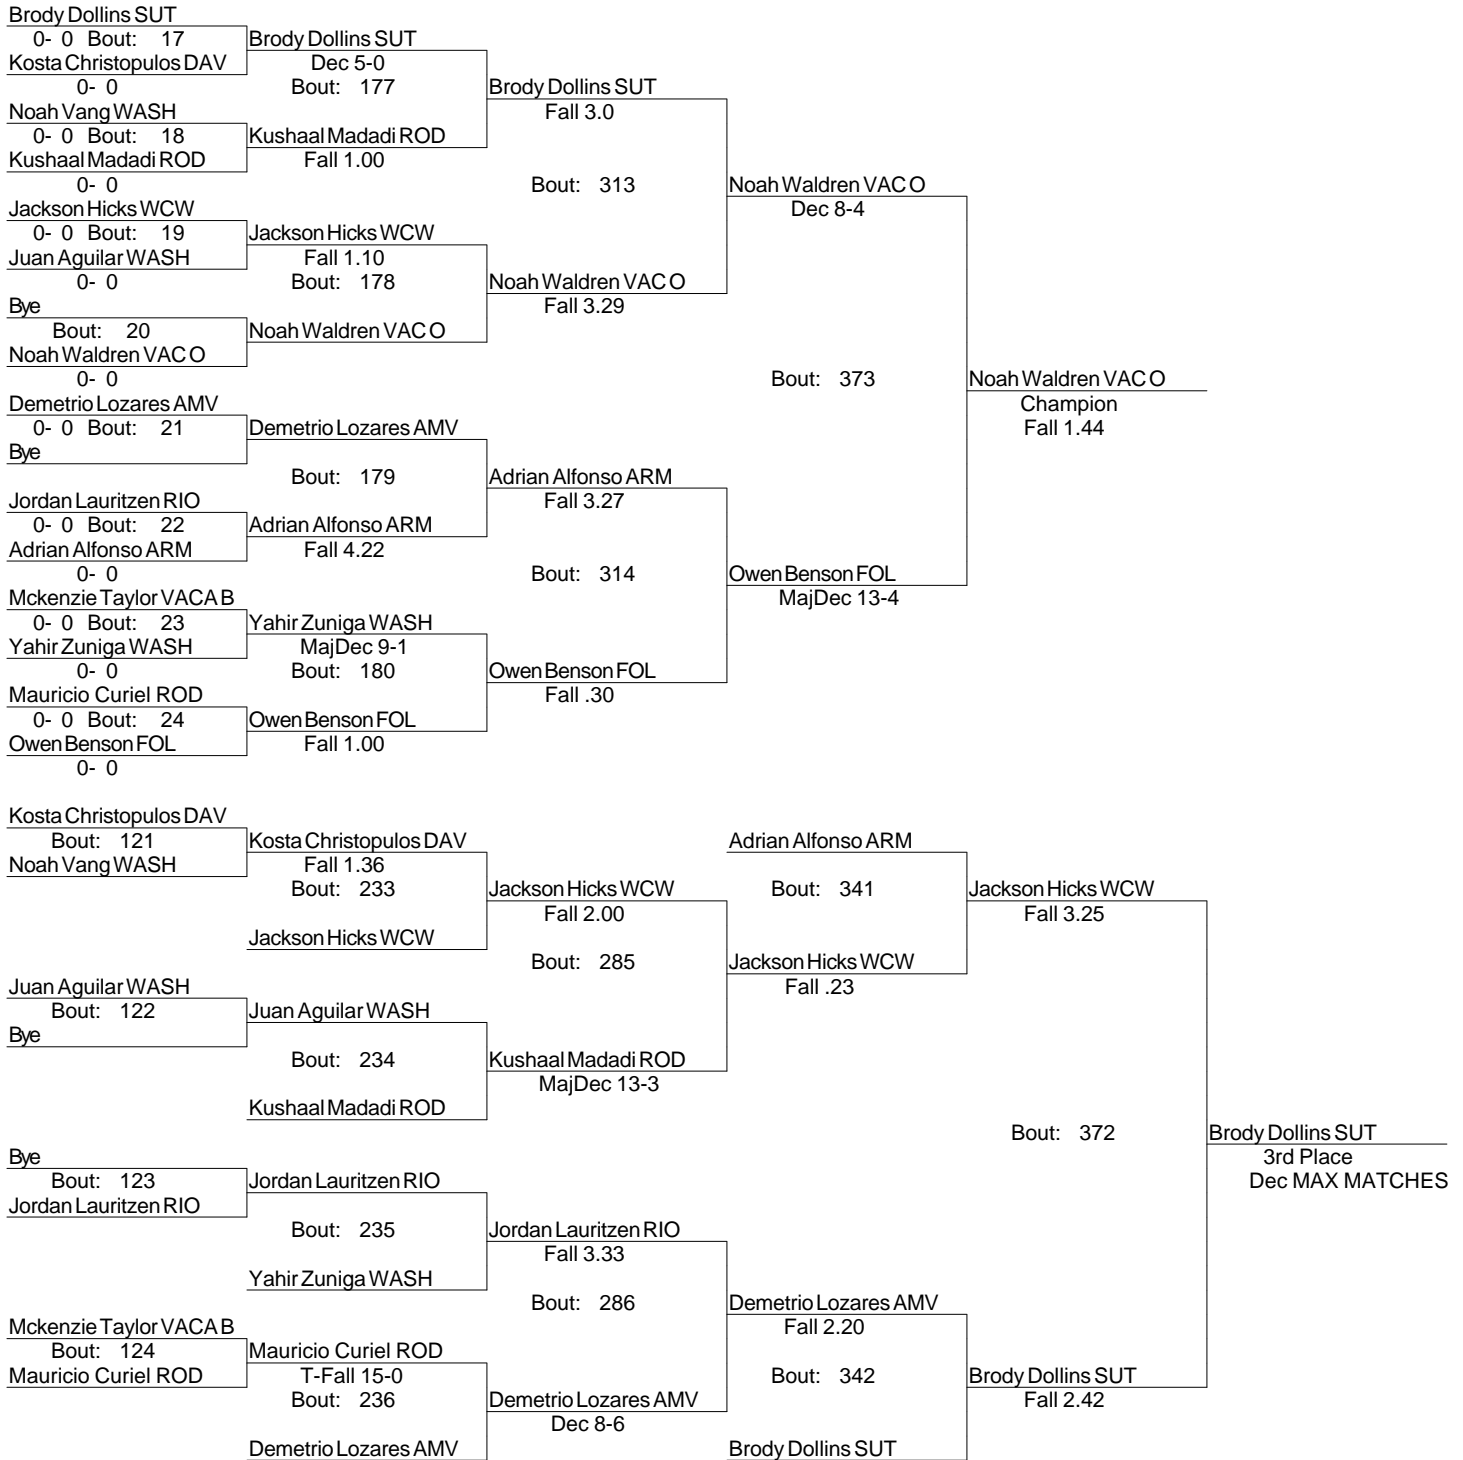 Brody Dollins SUT
0- 0 Bout: 17 Brody Dollins SUT
Kosta Christopulos DAV Dec 5-0
0- 0 Bout: 177 Brody Dollins SUT
Noah Vang WASH Fall 3.0
0- 0 Bout: 18 Kushaal Madadi ROD
Kushaal Madadi ROD Fall 1.00
0- 0 Bout: 313 Noah Waldren VAC O
Jackson Hicks WCW Dec 8-4
0- 0 Bout: 19 Jackson Hicks WCW
Juan Aguilar WASH Fall 1.10
0- 0 Bout: 178 Noah Waldren VAC O
Bye Fall 3.29
Bout: 20 Noah Waldren VAC O
Noah Waldren VAC O
0- 0 Bout: 373 Noah Waldren VAC O
Demetrio Lozares AMV Champion
0- 0 Bout: 21 Demetrio Lozares AMV Fall 1.44
Bye
Bout: 179 Adrian Alfonso ARM
Jordan Lauritzen RIO Fall 3.27
0- 0 Bout: 22 Adrian Alfonso ARM
Adrian Alfonso ARM Fall 4.22
0- 0 Bout: 314 Owen Benson FOL
Mckenzie Taylor VACA B MajDec 13-4
0- 0 Bout: 23 Yahir Zuniga WASH
Yahir Zuniga WASH MajDec 9-1
0- 0 Bout: 180 Owen Benson FOL
Mauricio Curiel ROD Fall .30
0- 0 Bout: 24 Owen Benson FOL
Owen Benson FOL Fall 1.00
0- 0
Kosta Christopulos DAV
Bout: 121 Kosta Christopulos DAV Adrian Alfonso ARM
Noah Vang WASH Fall 1.36
Bout: 233 Jackson Hicks WCW Bout: 341 Jackson Hicks WCW
Fall 2.00 Fall 3.25
Jackson Hicks WCW
Bout: 285 Jackson Hicks WCW
Juan Aguilar WASH Fall .23
Bout: 122 Juan Aguilar WASH
Bye
Bout: 234 Kushaal Madadi ROD
MajDec 13-3
Kushaal Madadi ROD
Bout: 372 Brody Dollins SUT
Bye 3rd Place
Bout: 123 Jordan Lauritzen RIO Dec MAX MATCHES
Jordan Lauritzen RIO
Bout: 235 Jordan Lauritzen RIO
Fall 3.33
Yahir Zuniga WASH
Bout: 286 Demetrio Lozares AMV
Mckenzie Taylor VACA B Fall 2.20
Bout: 124 Mauricio Curiel ROD
Mauricio Curiel ROD T-Fall 15-0 Bout: 342 Brody Dollins SUT
Bout: 236 Demetrio Lozares AMV Fall 2.42
Dec 8-6
Demetrio Lozares AMV Brody Dollins SUT